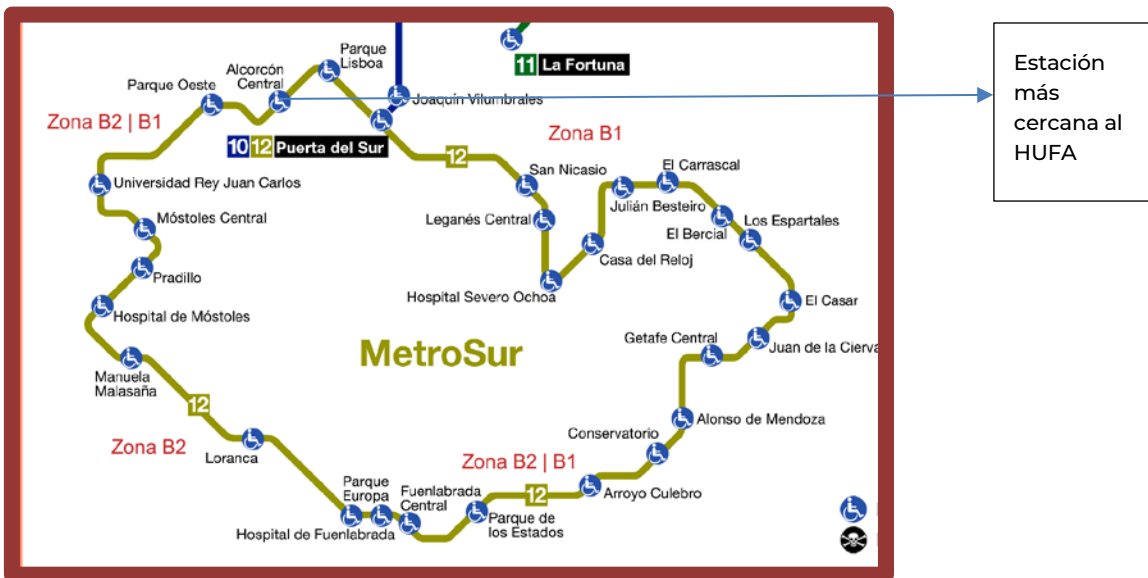 Parque
Lisboa
11 La Fortuna
Alcorcón
Central
Parque Oeste
Joaquín Vilumbrales
Zona B2 | B1
10 12 Puerta del Sur
Zona B1
12
San Nicasio
El Carrascal
Universidad Rey Juan Carlos
Julián Besteiro
Móstoles Central
Leganés Central
Los Espartales
El Bercial
Casa del Reloj
Pradillo
Hospital Severo Ochoa
El Casar
Hospital de Móstoles
Getafe Central
Juan de la Cierva
MetroSur
Manuela
Malasaña
12
Alonso de Mendoza
Zona B2
Conservatorio
Loranca
Zona B2 | B1
Parque
Europa
Fuenlabrada
Central
12
Arroyo Culebro
Parque de
los Estados
Hospital de Fuenlabrada
Estación
más
cercana al
HUFA